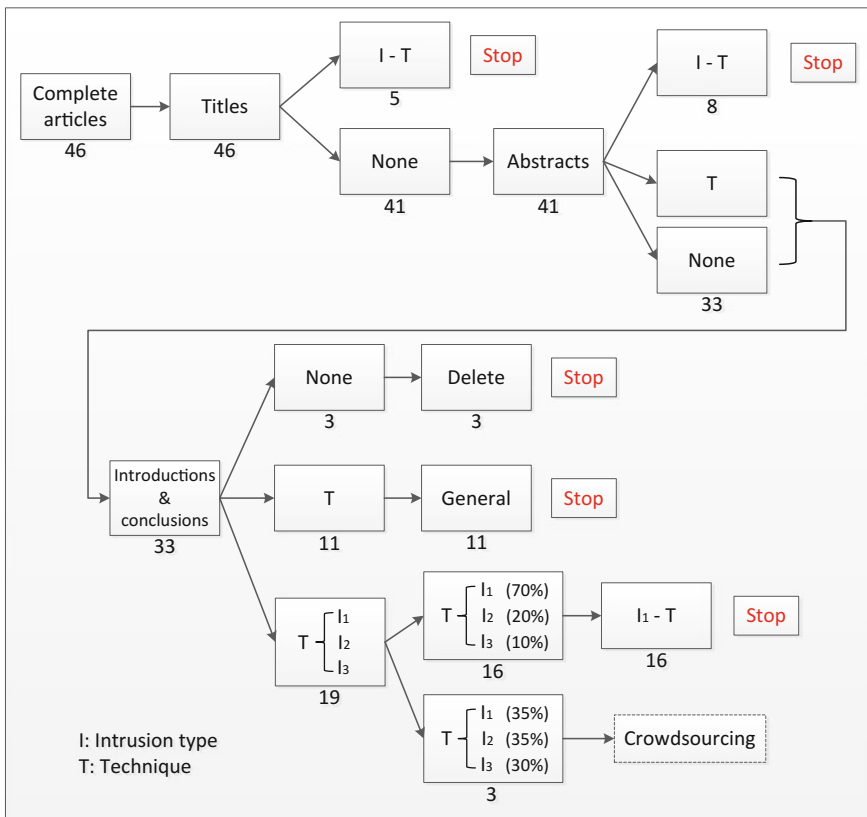 I - T
Stop
5
I - T
Stop
8
Complete
articles
46
Titles
46
None
41
Abstracts
41
T
None
33
None
3
Delete
3
Stop
Introductions
&
conclusions
33
T
11
General
11
Stop
T
I1
I2
I3
19
T
I1 (70%)
I2 (20%)
I3 (10%)
16
I1 - T
16
Stop
T
I1 (35%)
I2 (35%)
I3 (30%)
3
Crowdsourcing
I: Intrusion type
T: Technique